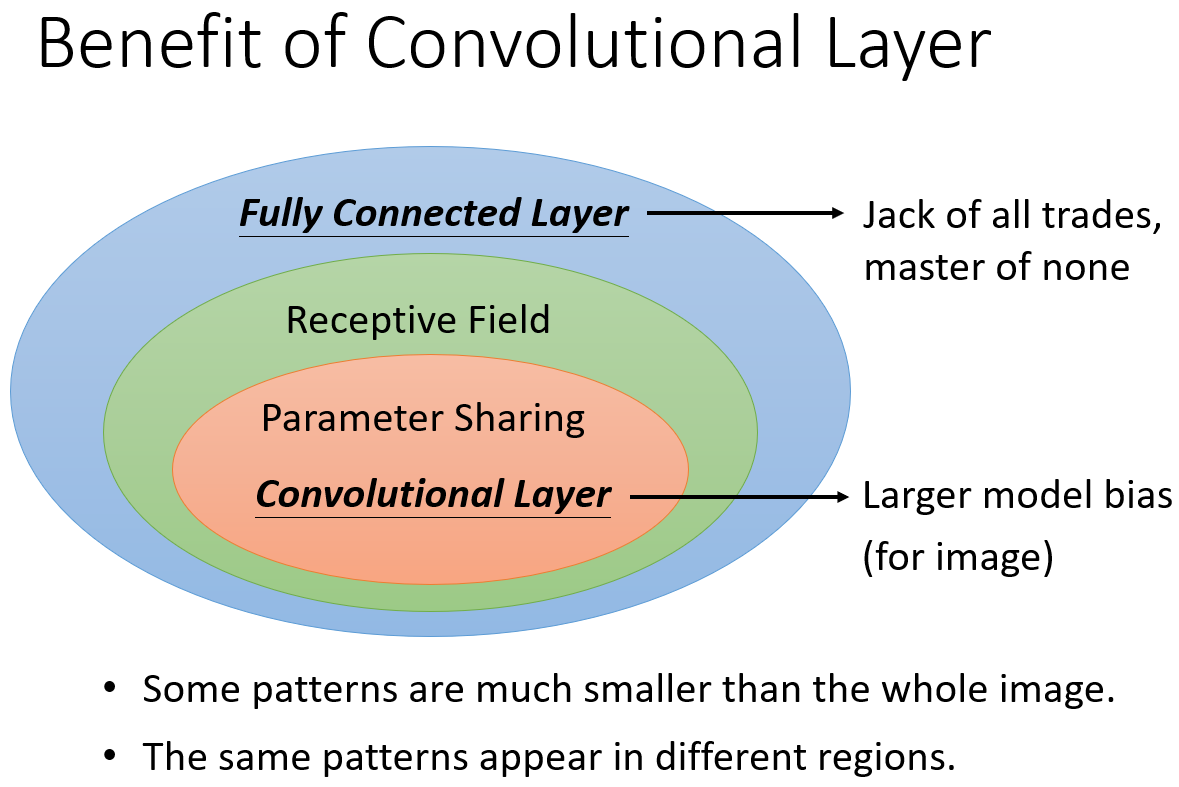 Benefit of Convolutional Layer
Fully Connected Layer
Jack of all trades,
master of none
Receptive Field
Parameter Sharing
Convolutional Layer
Larger model bias
(for image)
• Some patterns are much smaller than the whole image.
• The same patterns appear in different regions.